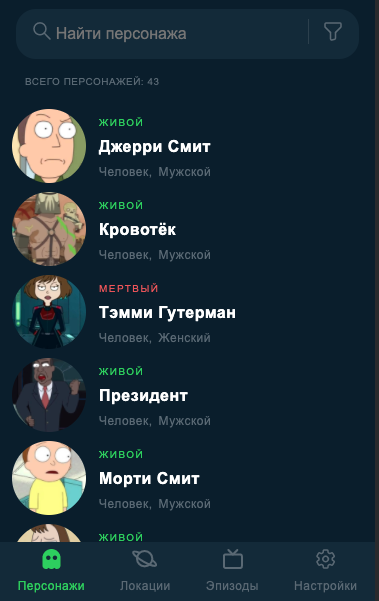 Найти персонажа
ВСЕГО ПЕРСОНАЖЕЙ: 43
ЖИВОЙ
Джерри Смит
Человек, Мужской
ЖИВОЙ
Кровотёк
Человек, Мужской
МЕРТВЫЙ
Тэмми Гутерман
Человек, Женский
ЖИВОЙ
Президент
Человек, Мужской
ЖИВОЙ
Морти Смит
Человек, Мужской
ЖИВОЙ
Персонажи Локации Эпизоды Настройки